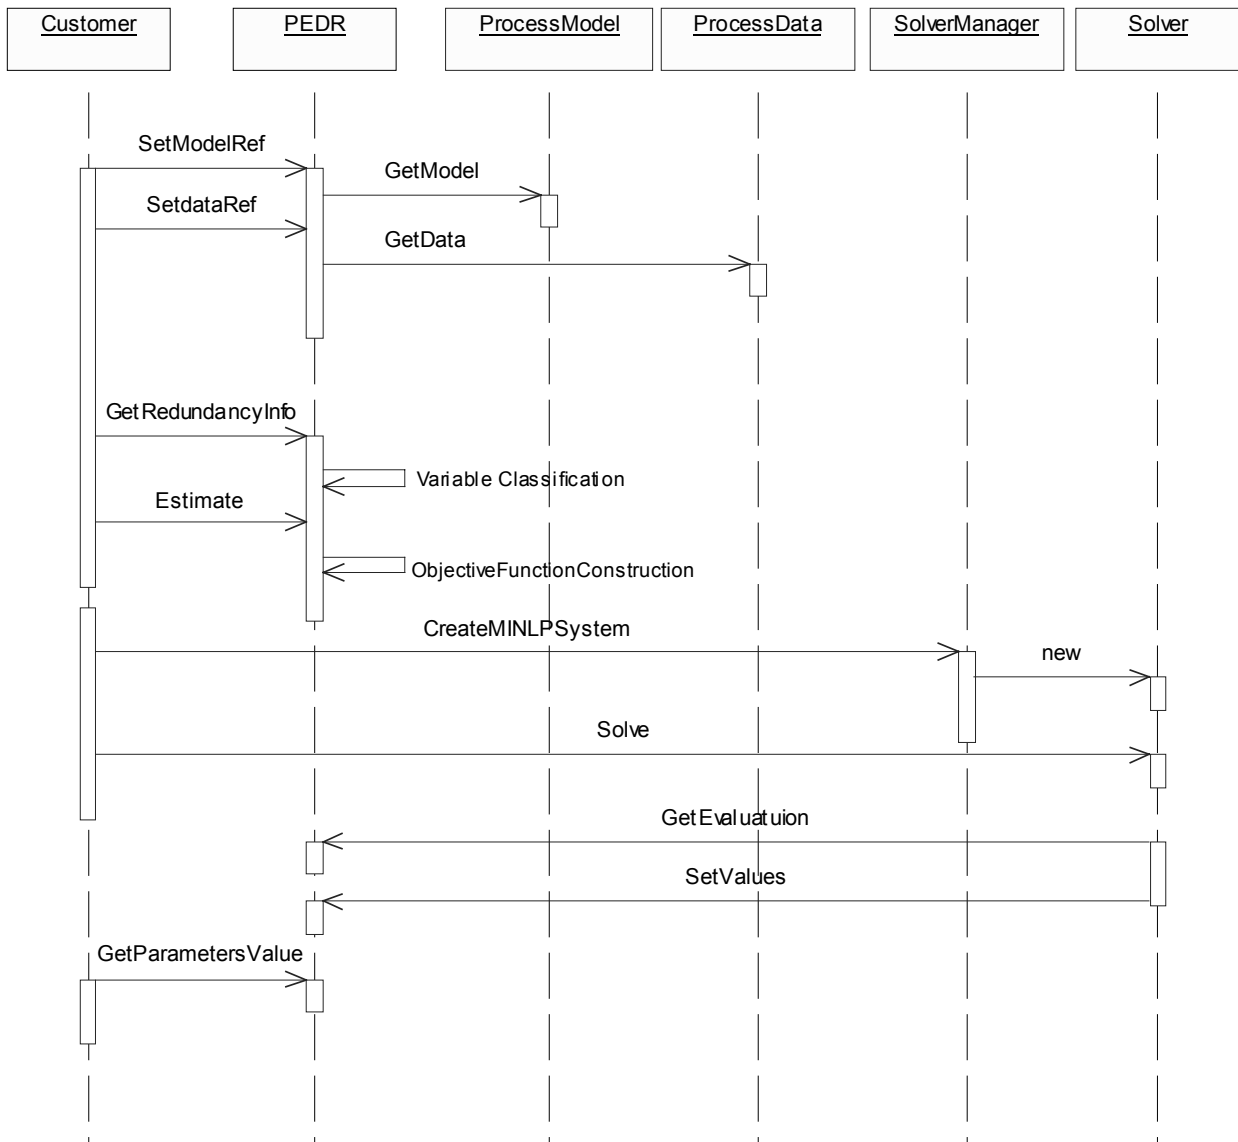 Customer
PEDR
ProcessModel
ProcessData
SolverManager
Solver
SetModelRef
GetModel
SetdataRef
GetData
GetRedundancyInfo
Variable Classification
Estimate
ObjectiveFunctionConstruction
CreateMINLPSystem
new
Solve
GetEvaluatuion
SetValues
GetParametersValue